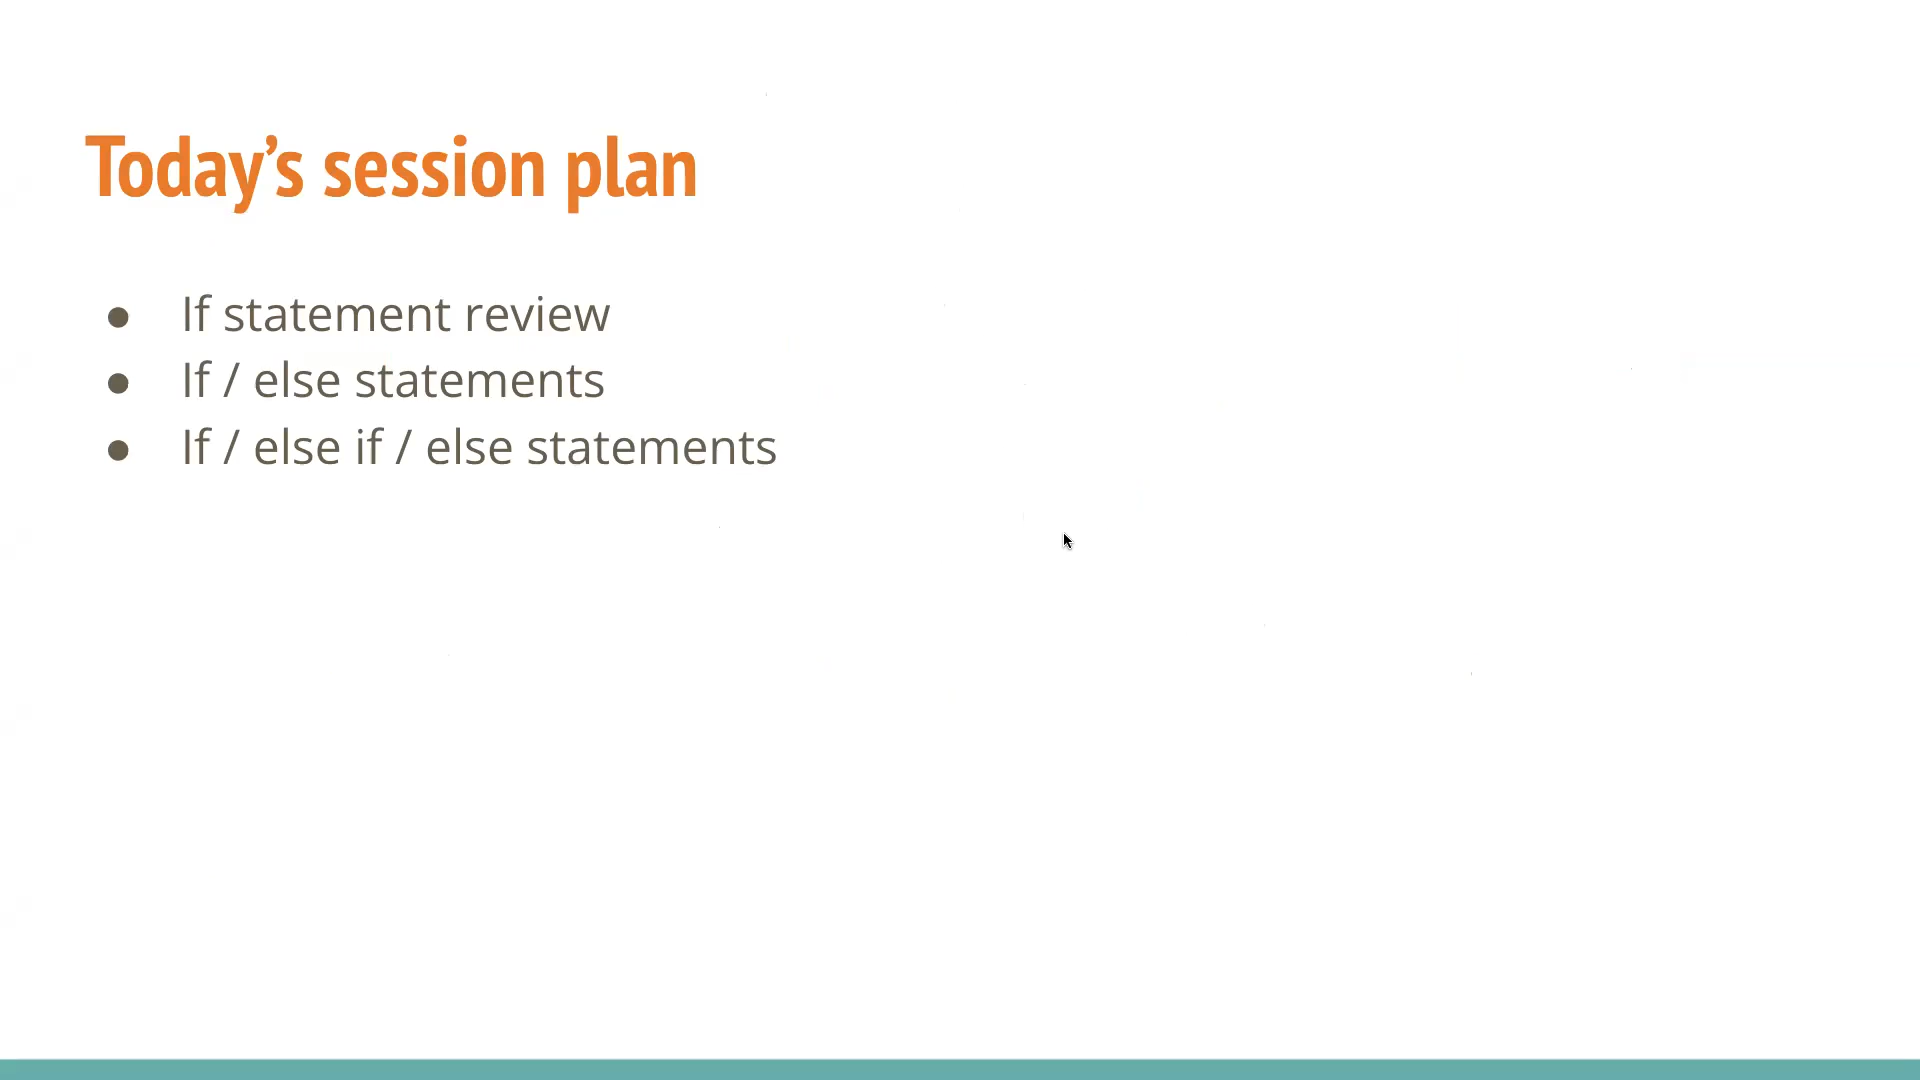 Today’s session plan
● If statement review
● If / else statements
● If / else if / else statements